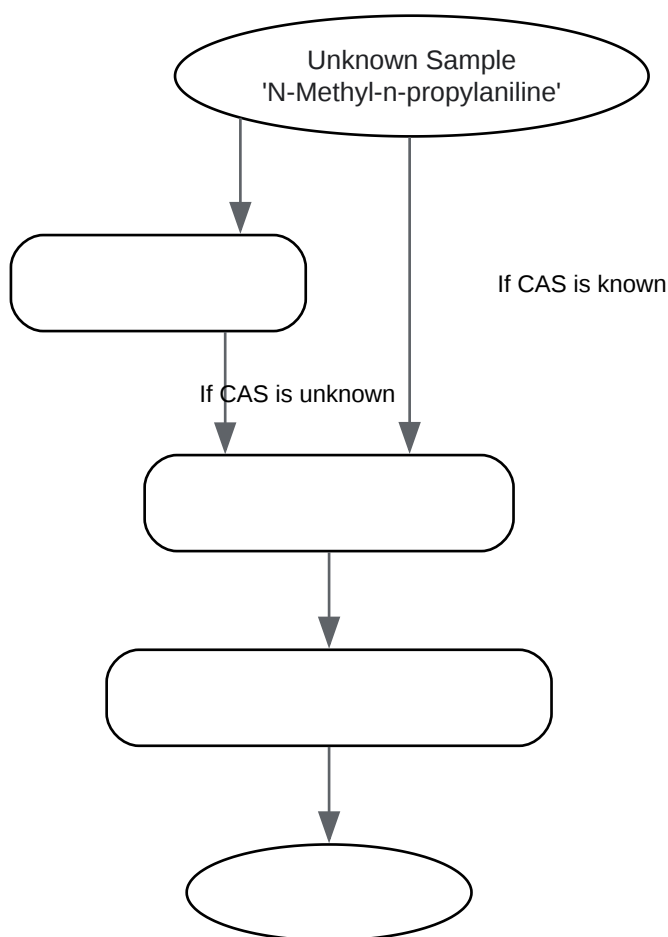 Unknown Sample
'N-Methyl-n-propylaniline'
If CAS is known
If CAS is unknown